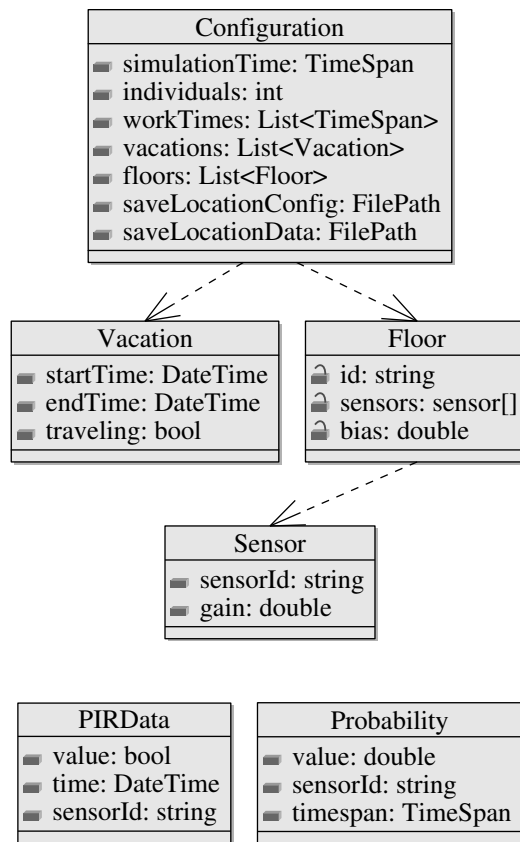 Configuration
simulationTime: TimeSpan
individuals: int
workTimes: List<TimeSpan>
vacations: List<Vacation>
floors: List<Floor>
saveLocationConfig: FilePath
saveLocationData: FilePath
Vacation
startTime: DateTime
endTime: DateTime
traveling: bool
Floor
id: string
sensors: sensor[]
bias: double
Sensor
sensorId: string
gain: double
PIRData
value: bool
time: DateTime
sensorId: string
Probability
value: double
sensorId: string
timespan: TimeSpan